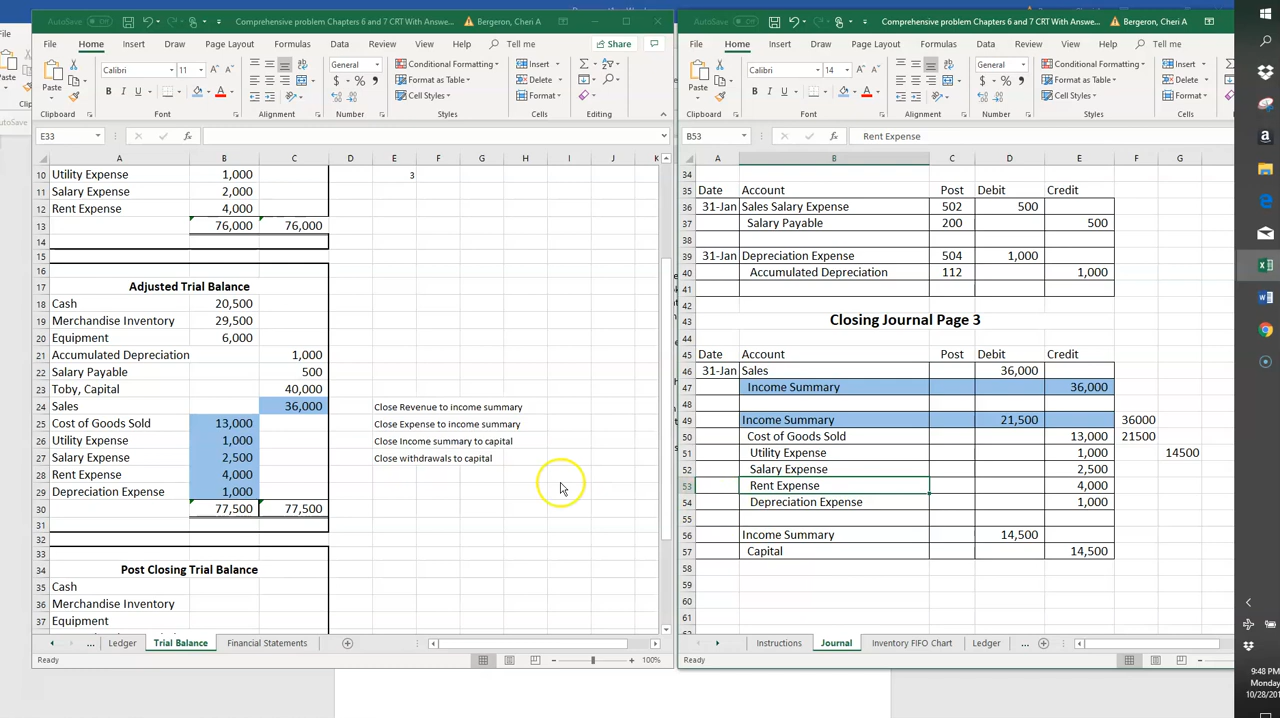 AutoSave Off Comprehensive problem Chapters 6 and 7 CRT With Answe... Bergeron, Cheri A
File Home Insert Draw Page Layout Formulas Data Review View Help Tell me Share
Calibri 11 General Conditional Formatting Insert
Paste Format as Table Delete
B I U Cell Styles Format
Clipboard Font Alignment Number Styles Cells Editing
E33 fx
A B C D E F G H I J K
10 Utility Expense 1,000 3
11 Salary Expense 2,000
12 Rent Expense 4,000
13 76,000 76,000
14
15
16
17 Adjusted Trial Balance
18 Cash 20,500
19 Merchandise Inventory 29,500
20 Equipment 6,000
21 Accumulated Depreciation 1,000
22 Salary Payable 500
23 Toby, Capital 40,000
24 Sales 36,000 Close Revenue to income summary
25 Cost of Goods Sold 13,000 Close Expense to income summary
26 Utility Expense 1,000 Close Income summary to capital
27 Salary Expense 2,500 Close withdrawals to capital
28 Rent Expense 4,000
29 Depreciation Expense 1,000
30 77,500 77,500
31
32
33
34 Post Closing Trial Balance
35 Cash
36 Merchandise Inventory
37 Equipment
... Ledger Trial Balance Financial Statements
Ready 100%
AutoSave Off Comprehensive problem Chapters 6 and 7 CRT With Answe... Bergeron, Cheri A
File Home Insert Draw Page Layout Formulas Data Review View Help Tell me
Calibri 14 General Conditional Formatting Insert
Paste Format as Table Delete
B I U Cell Styles Format
Clipboard Font Alignment Number Styles Cells
B53 fx Rent Expense
A B C D E F G
34
35 Date Account Post Debit Credit
36 31-Jan Sales Salary Expense 502 500
37 Salary Payable 200 500
38
39 31-Jan Depreciation Expense 504 1,000
40 Accumulated Depreciation 112 1,000
41
42
43 Closing Journal Page 3
44
45 Date Account Post Debit Credit
46 31-Jan Sales 36,000
47 Income Summary 36,000
48
49 Income Summary 21,500 36000
50 Cost of Goods Sold 13,000 21500
51 Utility Expense 1,000 14500
52 Salary Expense 2,500
53 Rent Expense 4,000
54 Depreciation Expense 1,000
55
56 Income Summary 14,500
57 Capital 14,500
58
59
60
61
Instructions Journal Inventory FIFO Chart Ledger ...
Ready
9:48 PM
Monday
10/28/201